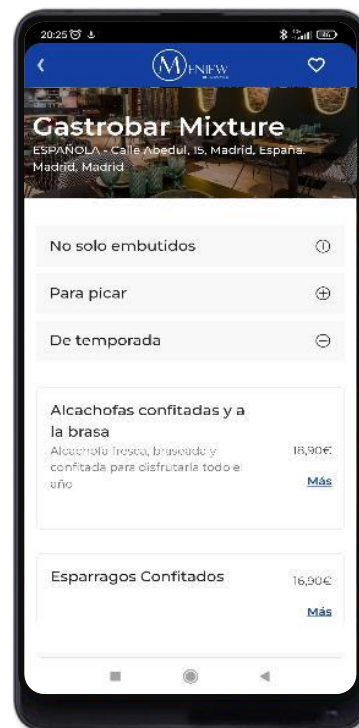 20:25
MENIEW
Gastrobar Mixture
ESPAÑOLA - Calle Abedul, 15, Madrid, España.
Madrid, Madrid
No solo embutidos
Para picar
De temporada
Alcachofas confitadas y a
la brasa
Alcachofa fresca, braseada y
confitada para disfrutarla todo e
año
18,90€
Más
Esparragos Confitados
16,90€
Más